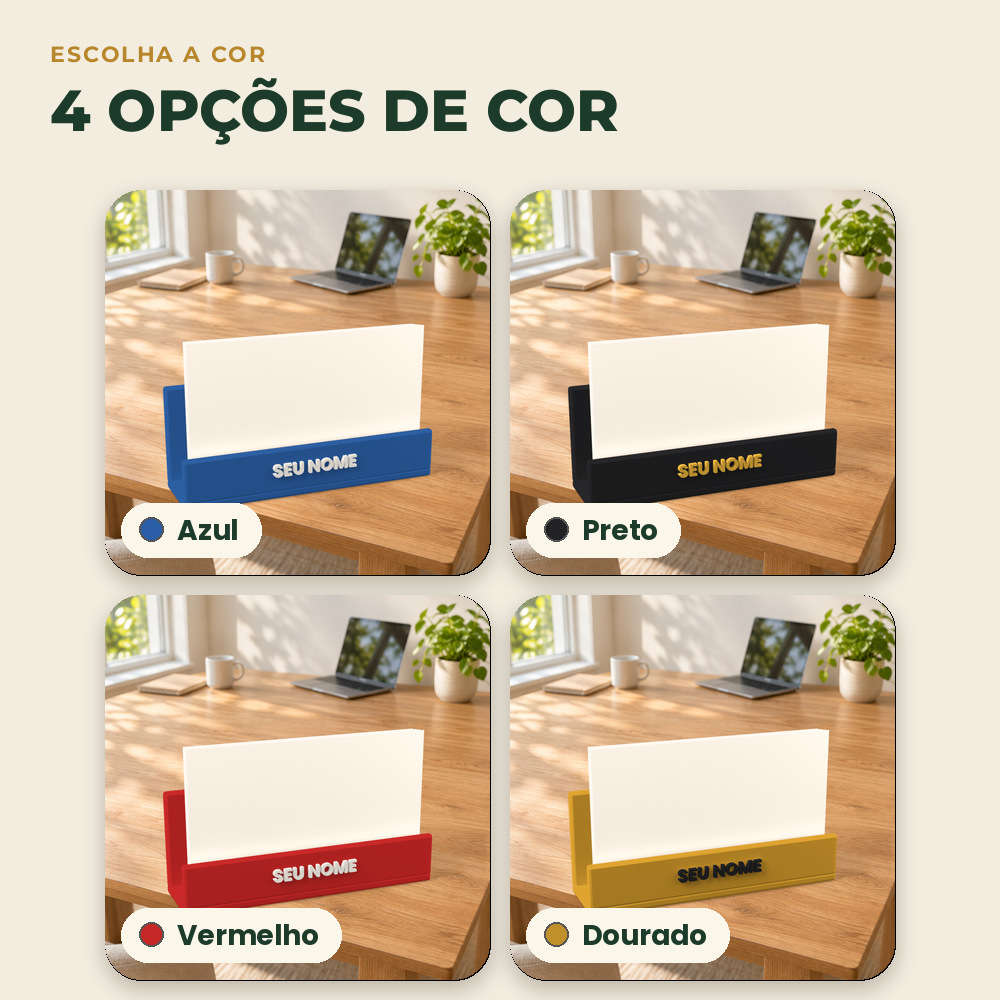 ESCOLHA A COR
4 OPÇÕES DE COR
SEU NOME
SEU NOME
Azul
Preto
SEU NOME
SEU NOME
Vermelho
Dourado